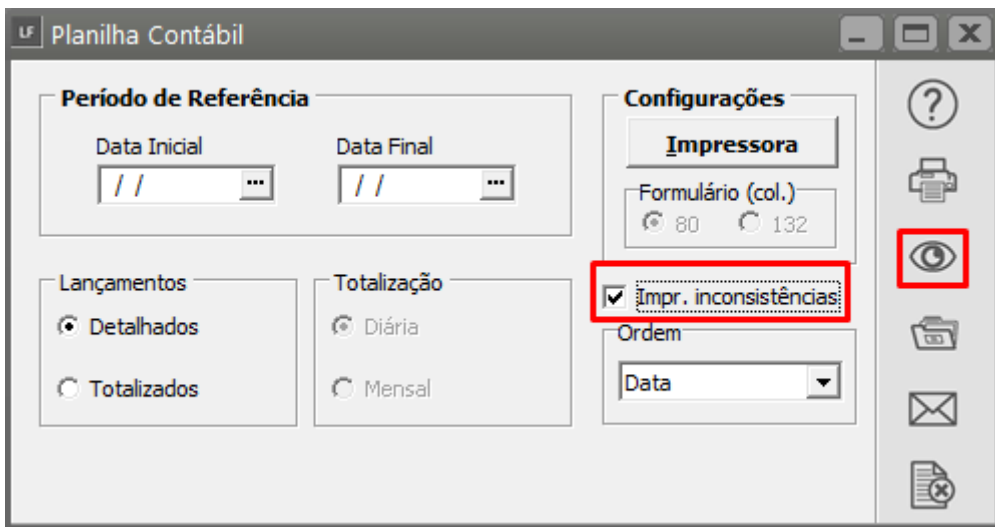 LF Planilha Contábil
Período de Referência
Data Inicial Data Final
/ / ... / / ...
Configurações
Impressora
Formulário (col.)
80 132
Impr. inconsistências
Lançamentos
Detalhados
Totalizados
Totalização
Diária
Mensal
Ordem
Data
?